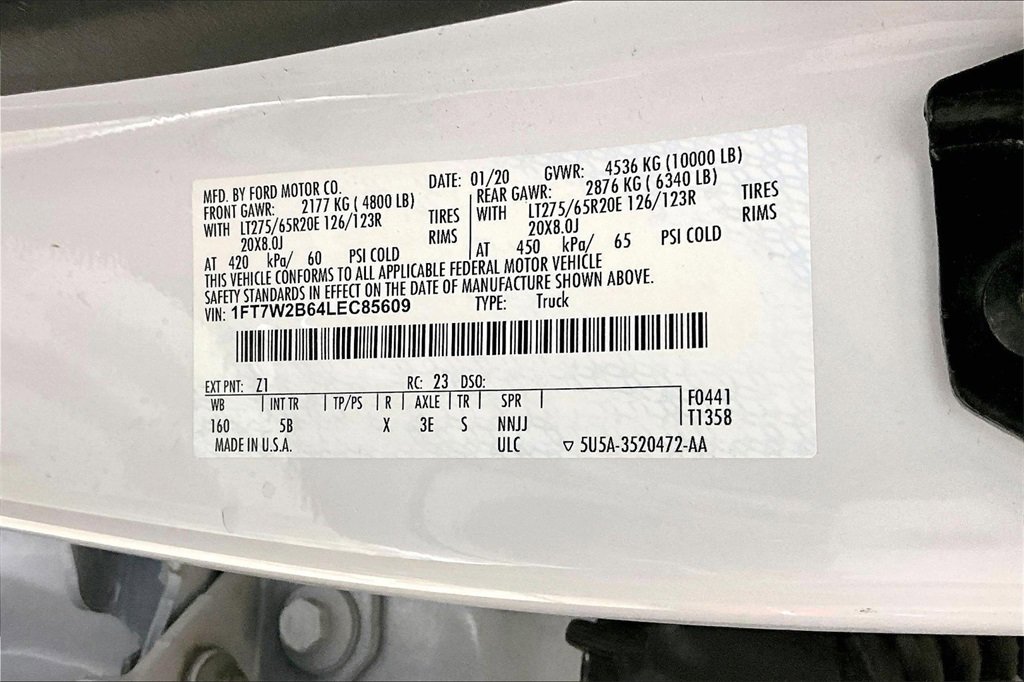 MFD. BY FORD MOTOR CO. DATE: 01/20 GVWR: 4536 KG (10000 LB)
FRONT GAWR: 2177 KG ( 4800 LB) REAR GAWR: 2876 KG ( 6340 LB)
WITH LT275/65R20E 126/123R TIRES WITH LT275/65R20E 126/123R TIRES
20X8.0J RIMS 20X8.0J RIMS
AT 420 kPa/ 60 PSI COLD AT 450 kPa/ 65 PSI COLD
THIS VEHICLE CONFORMS TO ALL APPLICABLE FEDERAL MOTOR VEHICLE
SAFETY STANDARDS IN EFFECT ON THE DATE OF MANUFACTURE SHOWN ABOVE.
VIN: 1FT7W2B64LEC85609 TYPE: Truck
EXT PNT: Z1 RC: 23 DSO:
WB | INT TR | TP/PS | R | AXLE | TR | SPR | F0441
160 5B X 3E S NNJJ T1358
MADE IN U.S.A. ULC ▽ 5U5A-3520472-AA